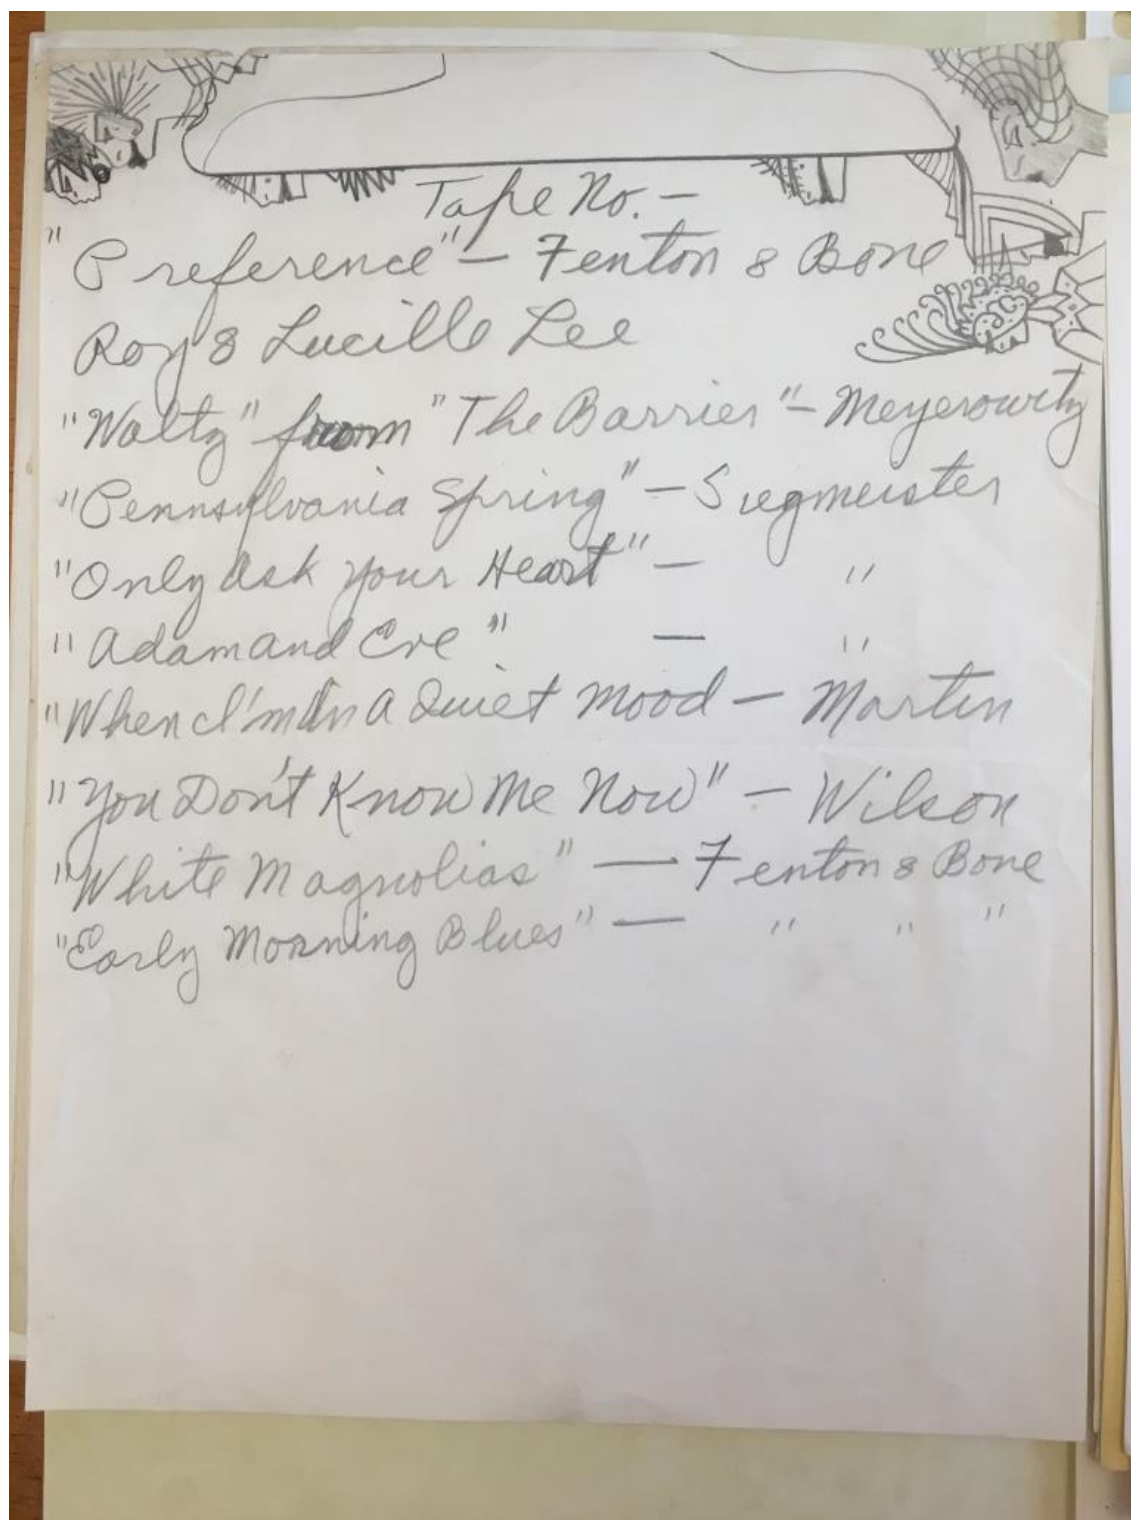 Tape No. -
"Preference" - Fenton & Bone
Roy & Lucille Lee
"Waltz" from "The Barrier" - Meyerowitz
"Pennsylvania Spring" - Siegmeister
"Only Ask Your Heart" - "
"Adam and Eve" - "
"When I'm In A Quiet Mood - Martin
"You Don't Know Me Now" - Wilson
"White Magnolias" - Fenton & Bone
"Early Morning Blues" - " " "